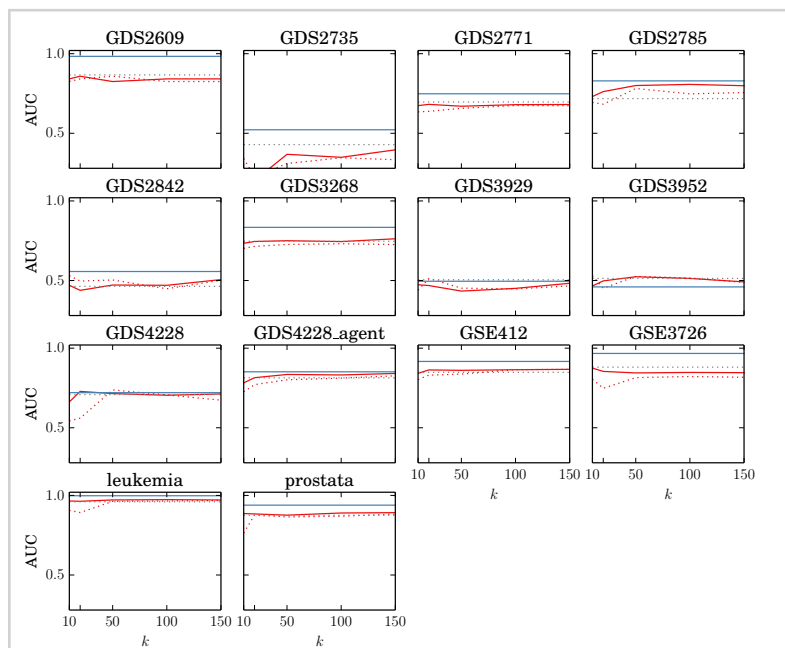 GDS2609 GDS2735 GDS2771 GDS2785
1.0
AUC
0.5
GDS2842 GDS3268 GDS3929 GDS3952
1.0
AUC
0.5
GDS4228 GDS4228_agent GSE412 GSE3726
1.0
AUC
0.5
10 50 100 150 10 50 100 150
k k
leukemia prostata
1.0
AUC
0.5
10 50 100 150 10 50 100 150
k k